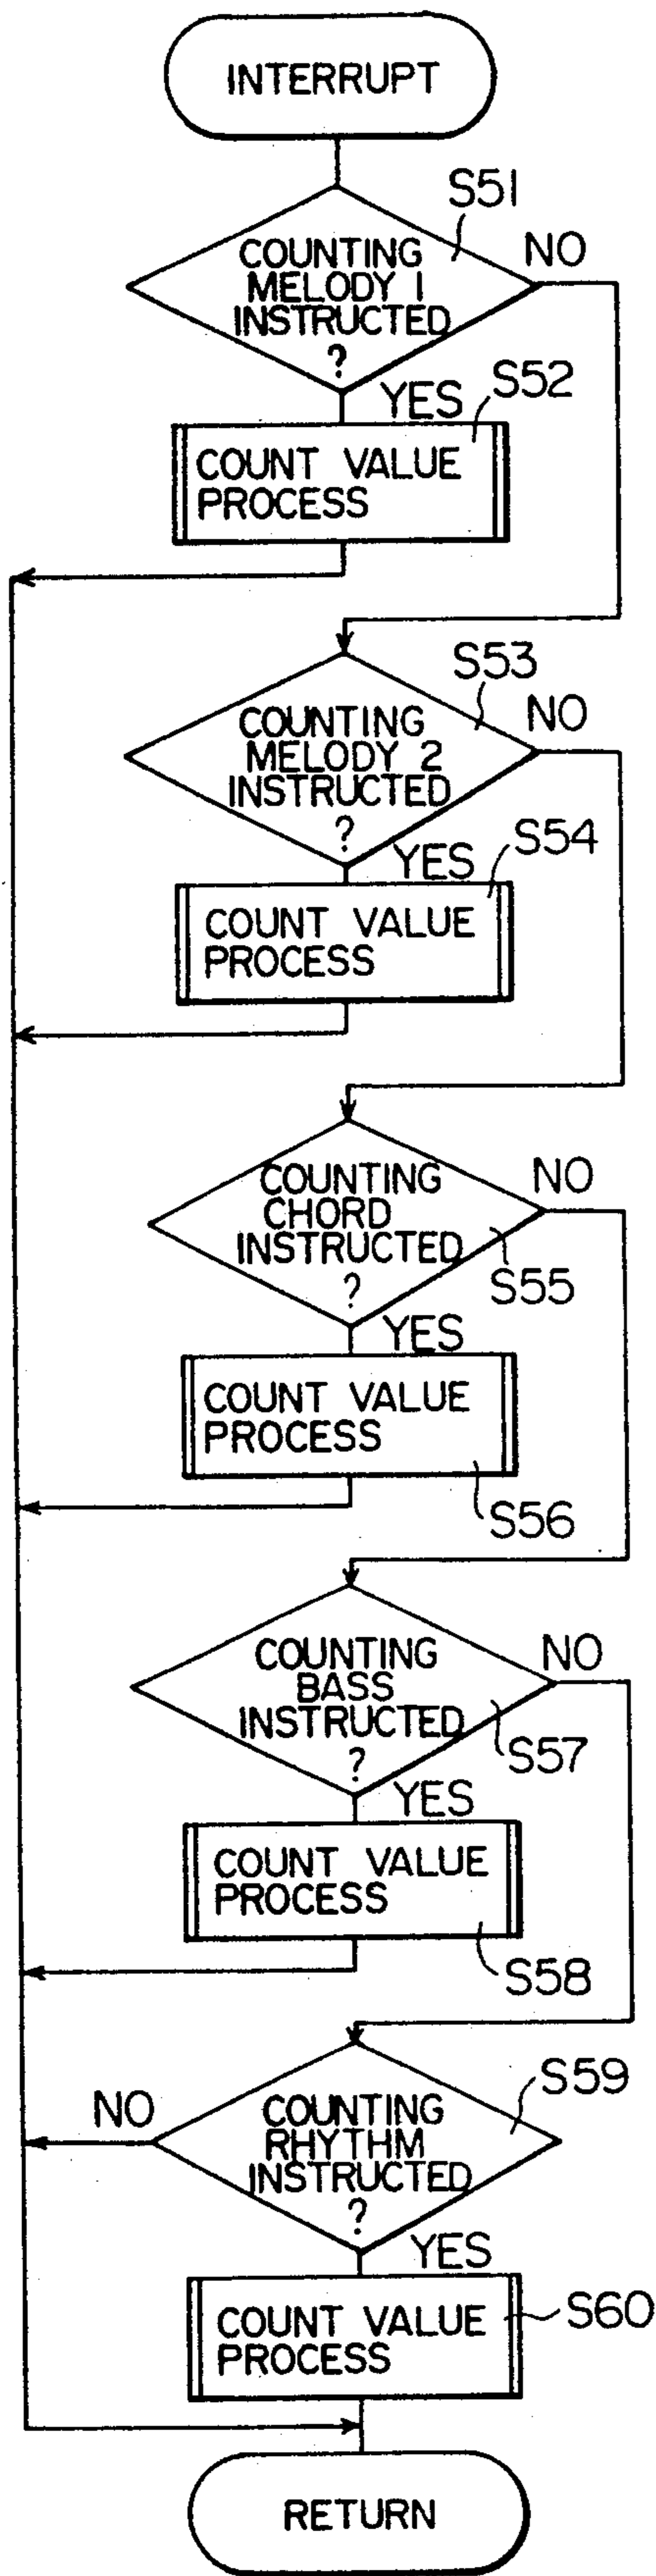 INTERRUPT
S51
COUNTING
MELODY 1
INSTRUCTED
?
NO
YES
S52
COUNT VALUE
PROCESS
S53
COUNTING
MELODY 2
INSTRUCTED
?
NO
YES
S54
COUNT VALUE
PROCESS
COUNTING
CHORD
INSTRUCTED
?
NO
S55
YES
COUNT VALUE
PROCESS
S56
COUNTING
BASS
INSTRUCTED
?
NO
S57
YES
COUNT VALUE
PROCESS
S58
S59
NO
COUNTING
RHYTHM
INSTRUCTED
?
YES
COUNT VALUE
PROCESS
S60
RETURN